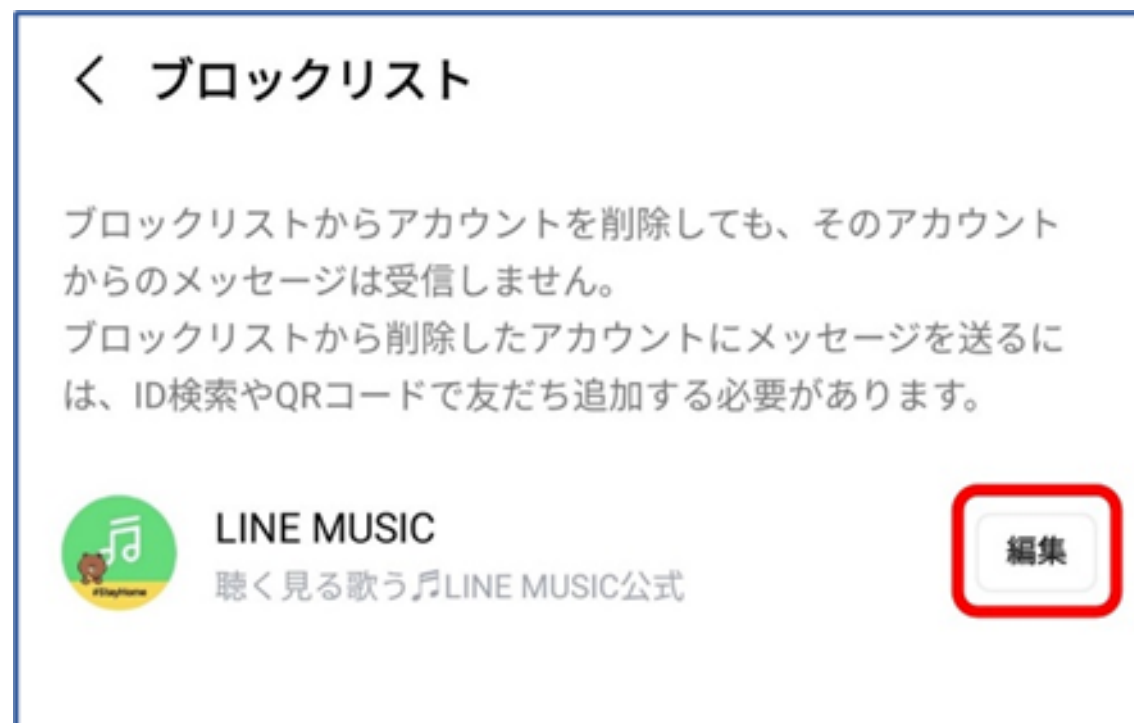 ブロックリスト
ブロックリストからアカウントを削除しても、そのアカウント
からのメッセージは受信しません。
ブロックリストから削除したアカウントにメッセージを送るに
は、ID検索やQRコードで友だち追加する必要があります。
LINE MUSIC
編集
聴く見る歌う🎵LINE MUSIC公式
#StayHome